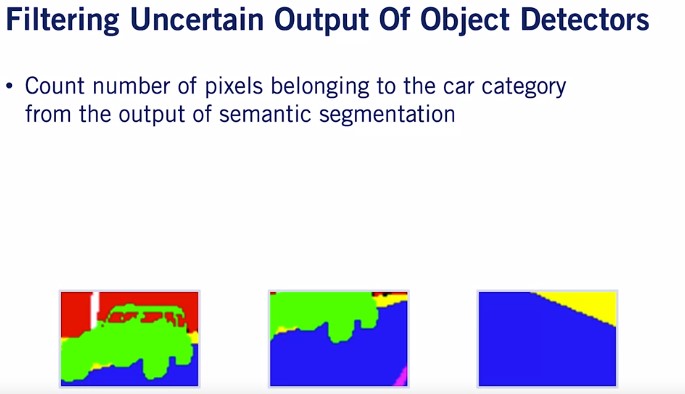 Filtering Uncertain Output Of Object Detectors
• Count number of pixels belonging to the car category
from the output of semantic segmentation